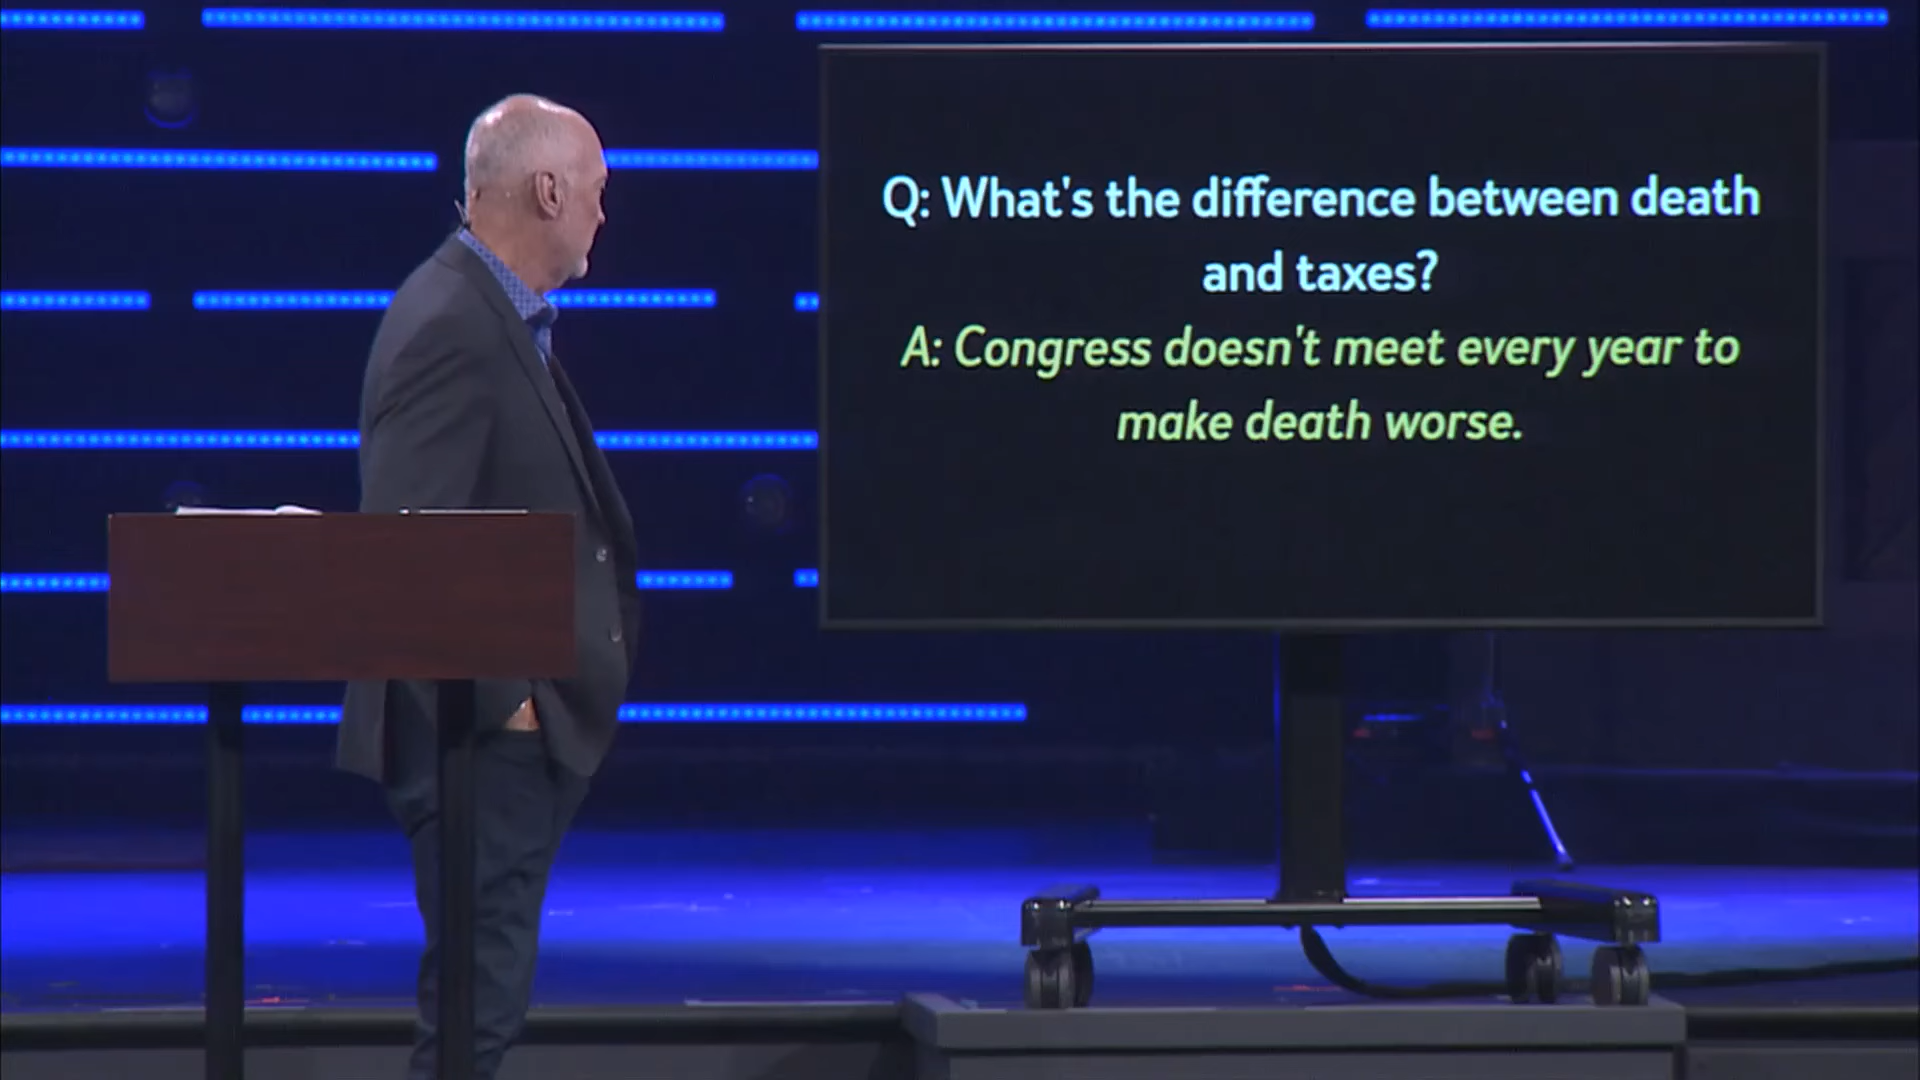 Q: What's the difference between death
and taxes?
A: Congress doesn't meet every year to
make death worse.